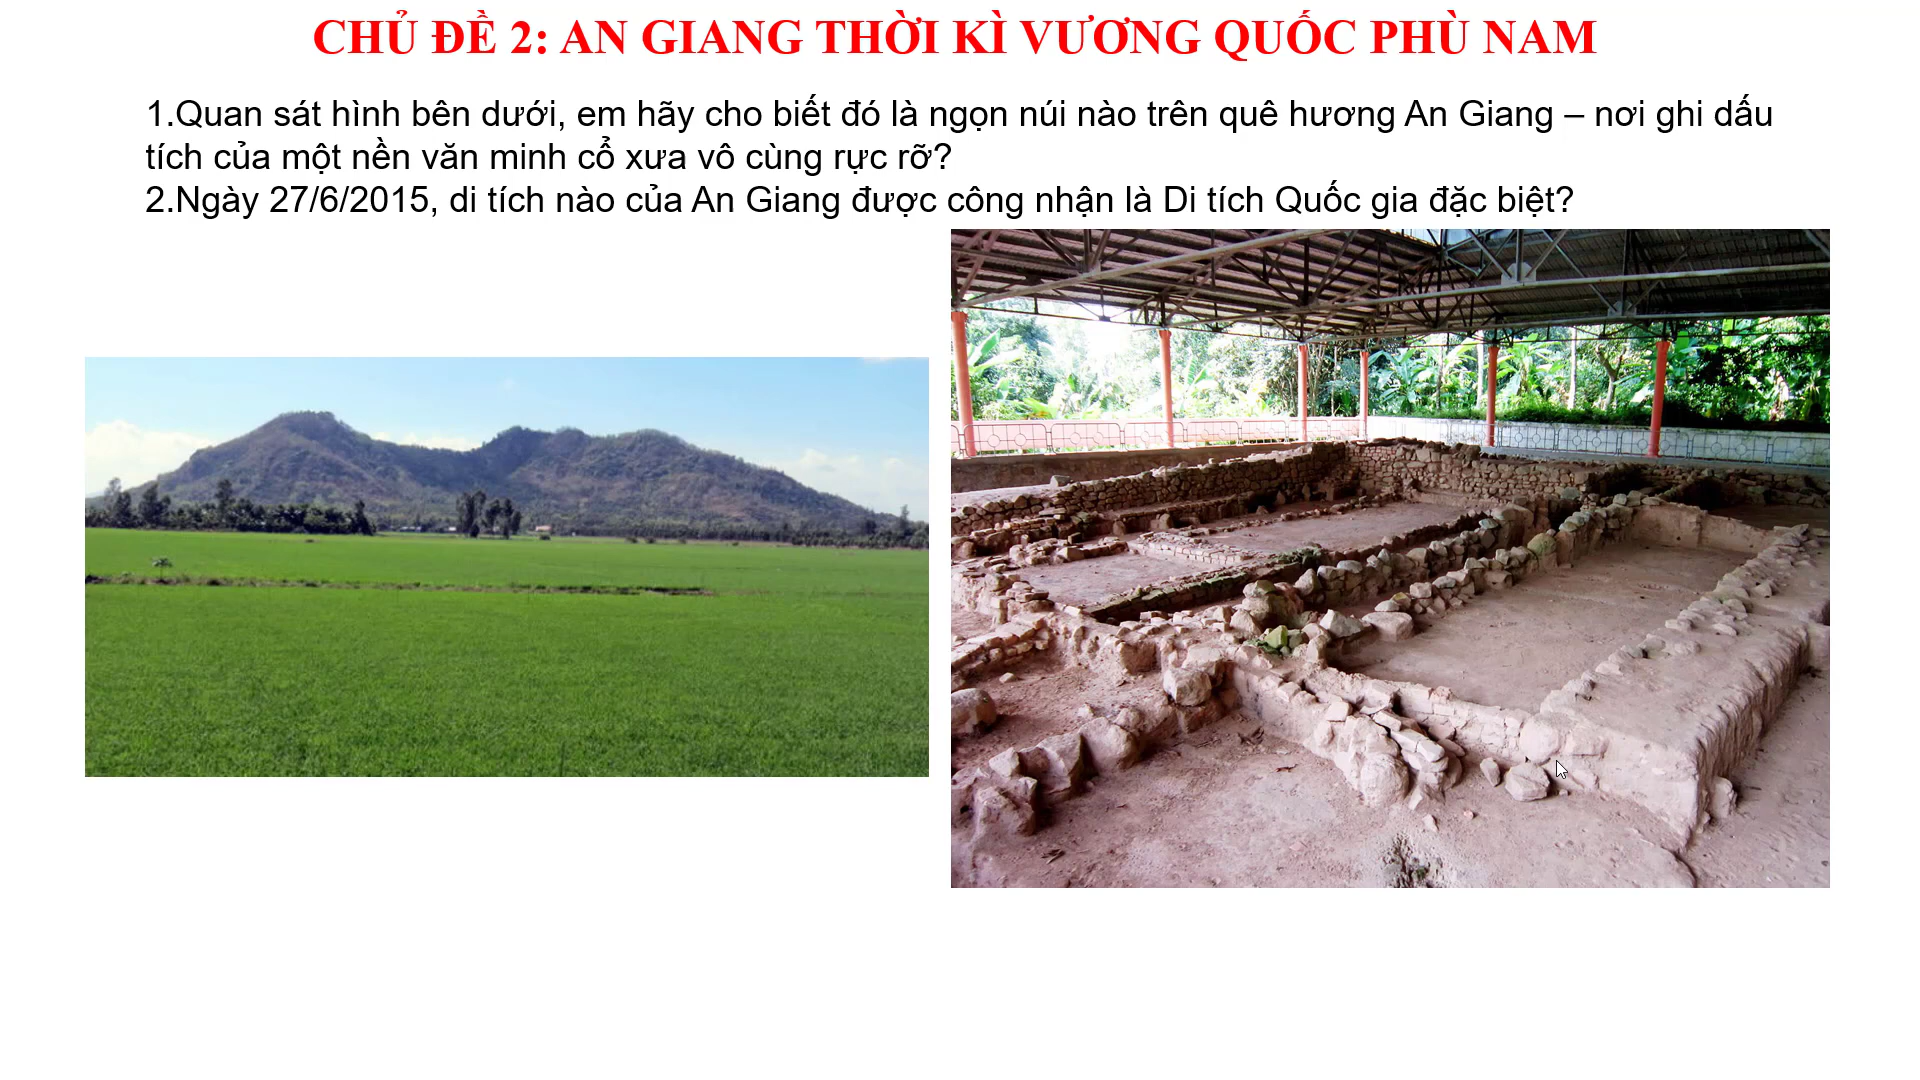 CHỦ ĐỀ 2: AN GIANG THỜI KÌ VƯƠNG QUỐC PHÙ NAM
1.Quan sát hình bên dưới, em hãy cho biết đó là ngọn núi nào trên quê hương An Giang – nơi ghi dấu
tích của một nền văn minh cổ xưa vô cùng rực rỡ?
2.Ngày 27/6/2015, di tích nào của An Giang được công nhận là Di tích Quốc gia đặc biệt?